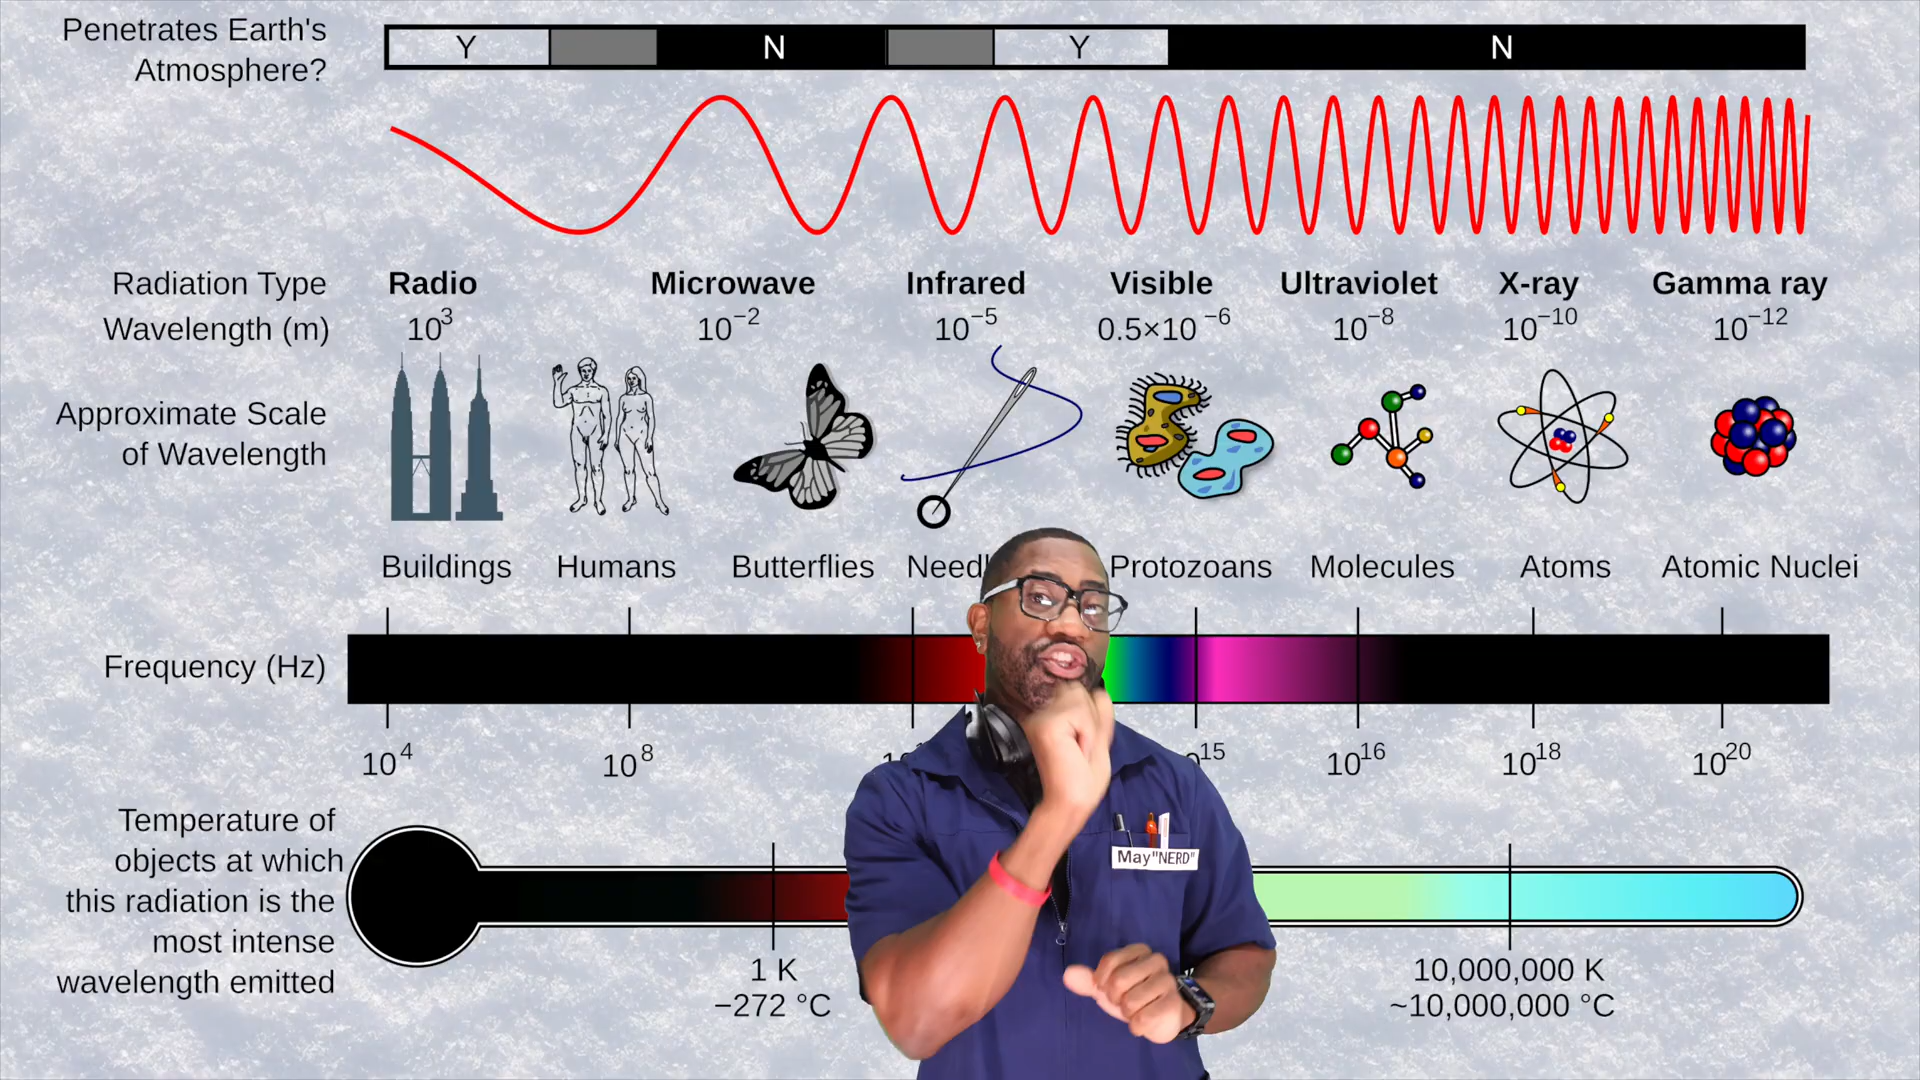 Penetrates Earth's
Atmosphere?
Y N Y N
Radiation Type Radio Microwave Infrared Visible Ultraviolet X-ray Gamma ray
Wavelength (m) 10³ 10⁻² 10⁻⁵ 0.5×10⁻⁶ 10⁻⁸ 10⁻¹⁰ 10⁻¹²
Approximate Scale
of Wavelength
Buildings Humans Butterflies Protozoans Molecules Atoms Atomic Nuclei
Frequency (Hz)
10⁴ 10⁸ 10¹⁶ 10¹⁸ 10²⁰
Temperature of
objects at which
this radiation is the
most intense
wavelength emitted
May"NERD"
1 K 10,000,000 K
−272 °C ~10,000,000 °C